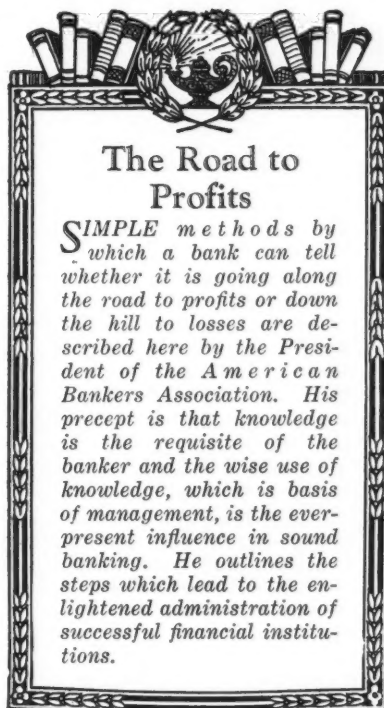 The Road to
Profits
SIMPLE methods by
which a bank can tell
whether it is going along
the road to profits or down
the hill to losses are de-
scribed here by the Presi-
dent of the American
Bankers Association. His
precept is that knowledge
is the requisite of the
banker and the wise use of
knowledge, which is basis
of management, is the ever-
present influence in sound
banking. He outlines the
steps which lead to the en-
lightened administration of
successful financial institu-
tions.